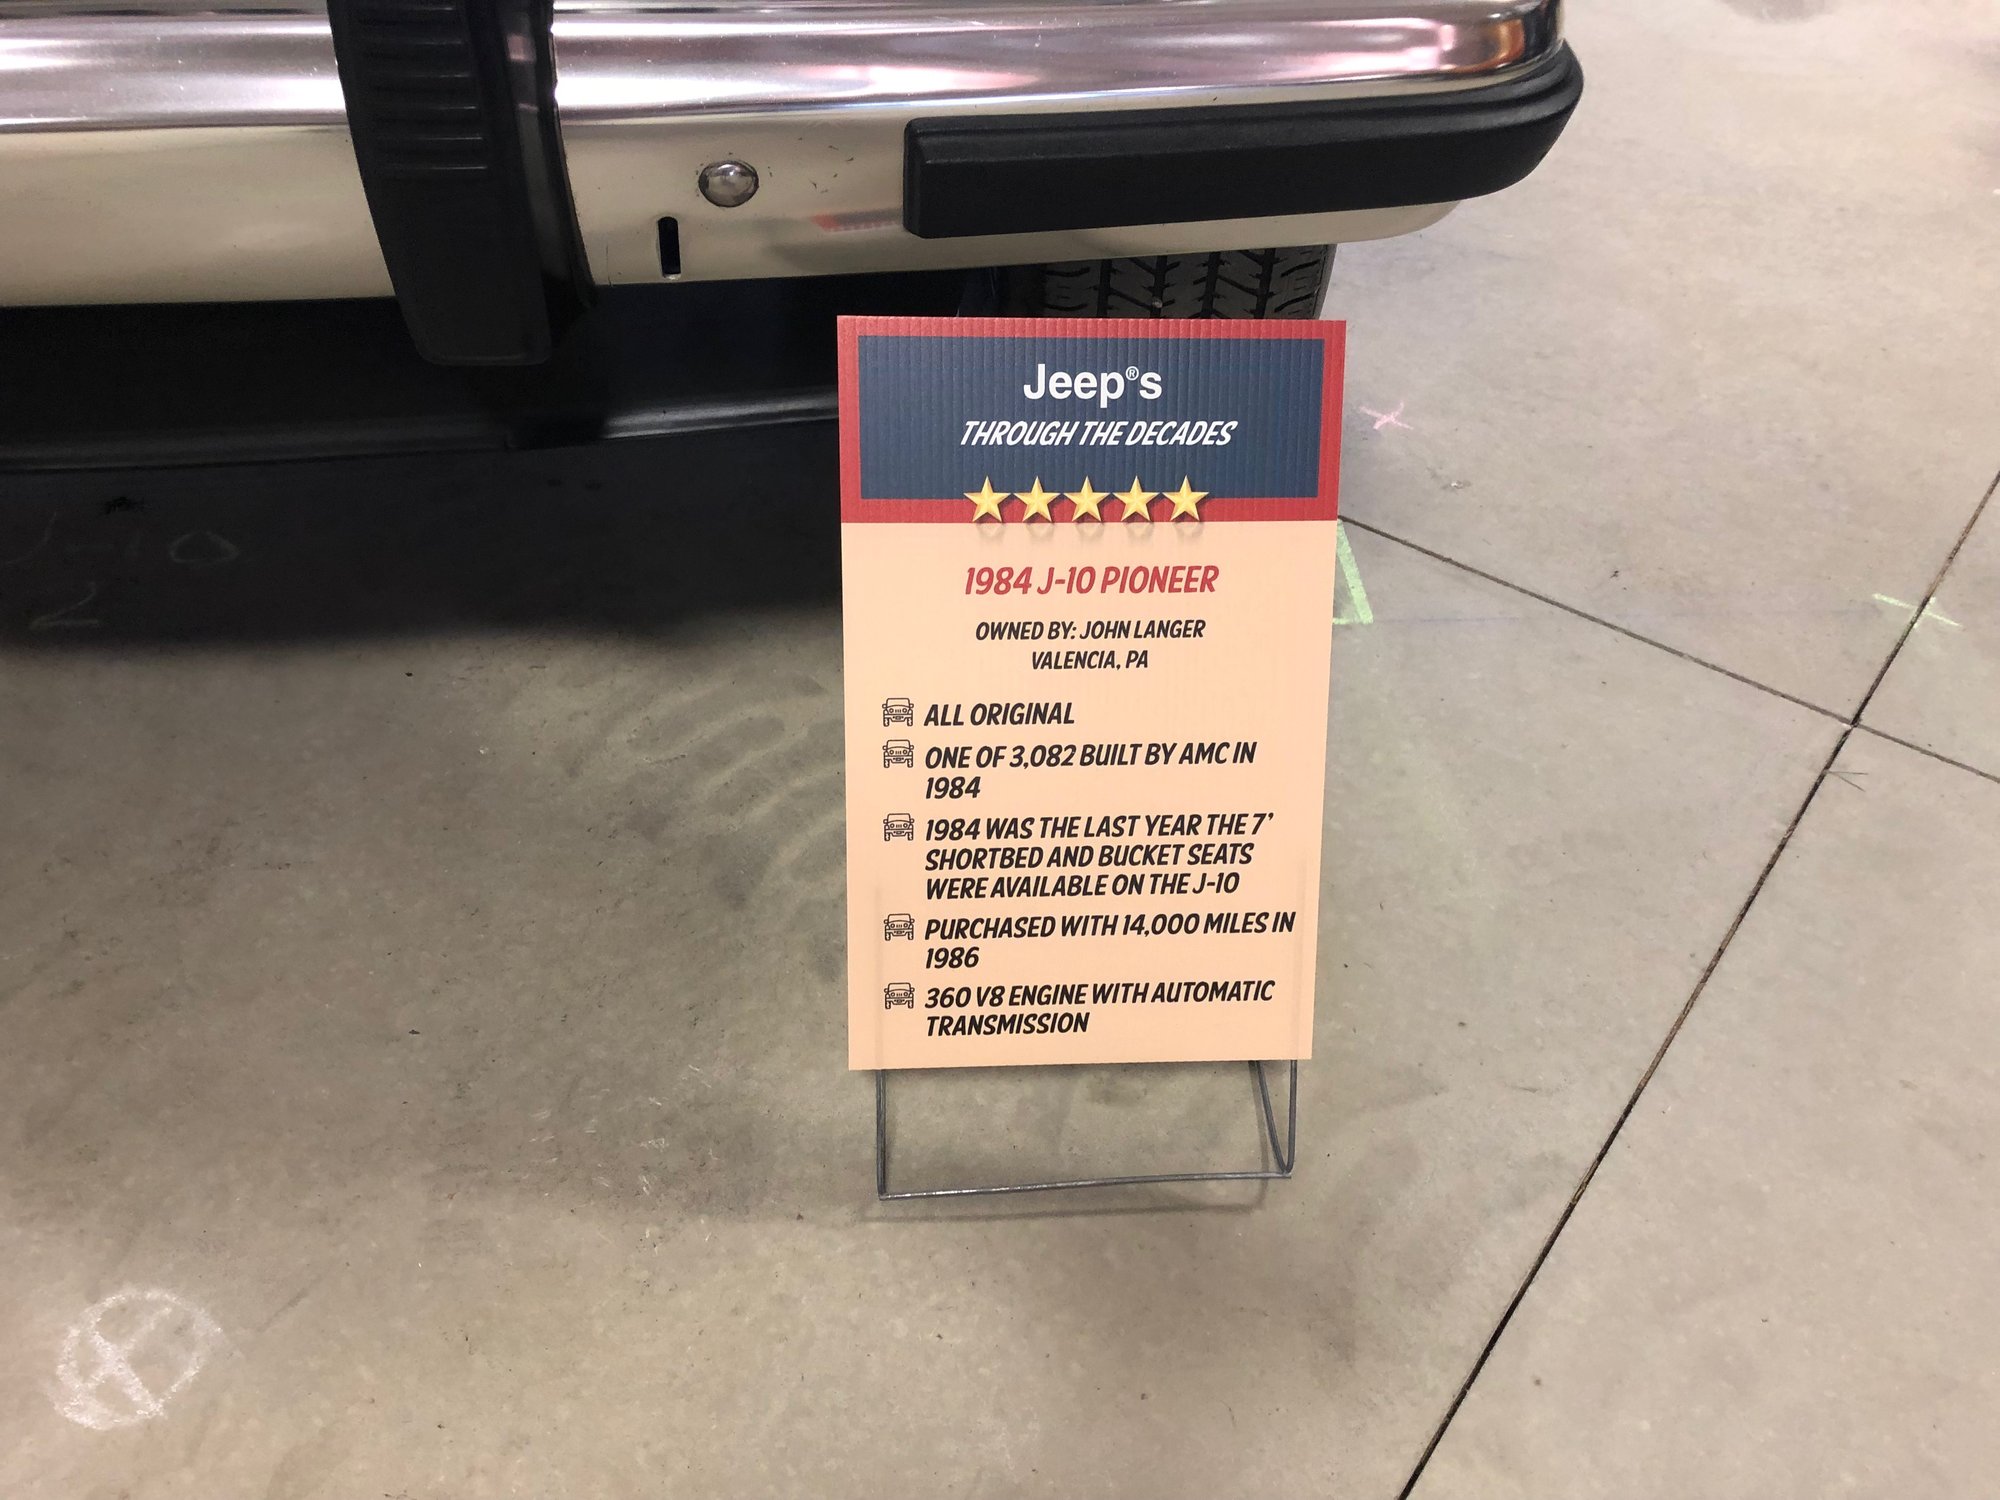 Jeep®s
THROUGH THE DECADES
1984 J-10 PIONEER
OWNED BY: JOHN LANGER
VALENCIA, PA
ALL ORIGINAL
ONE OF 3,082 BUILT BY AMC IN
1984
1984 WAS THE LAST YEAR THE 7'
SHORTBED AND BUCKET SEATS
WERE AVAILABLE ON THE J-10
PURCHASED WITH 14,000 MILES IN
1986
360 V8 ENGINE WITH AUTOMATIC
TRANSMISSION
J-10
2